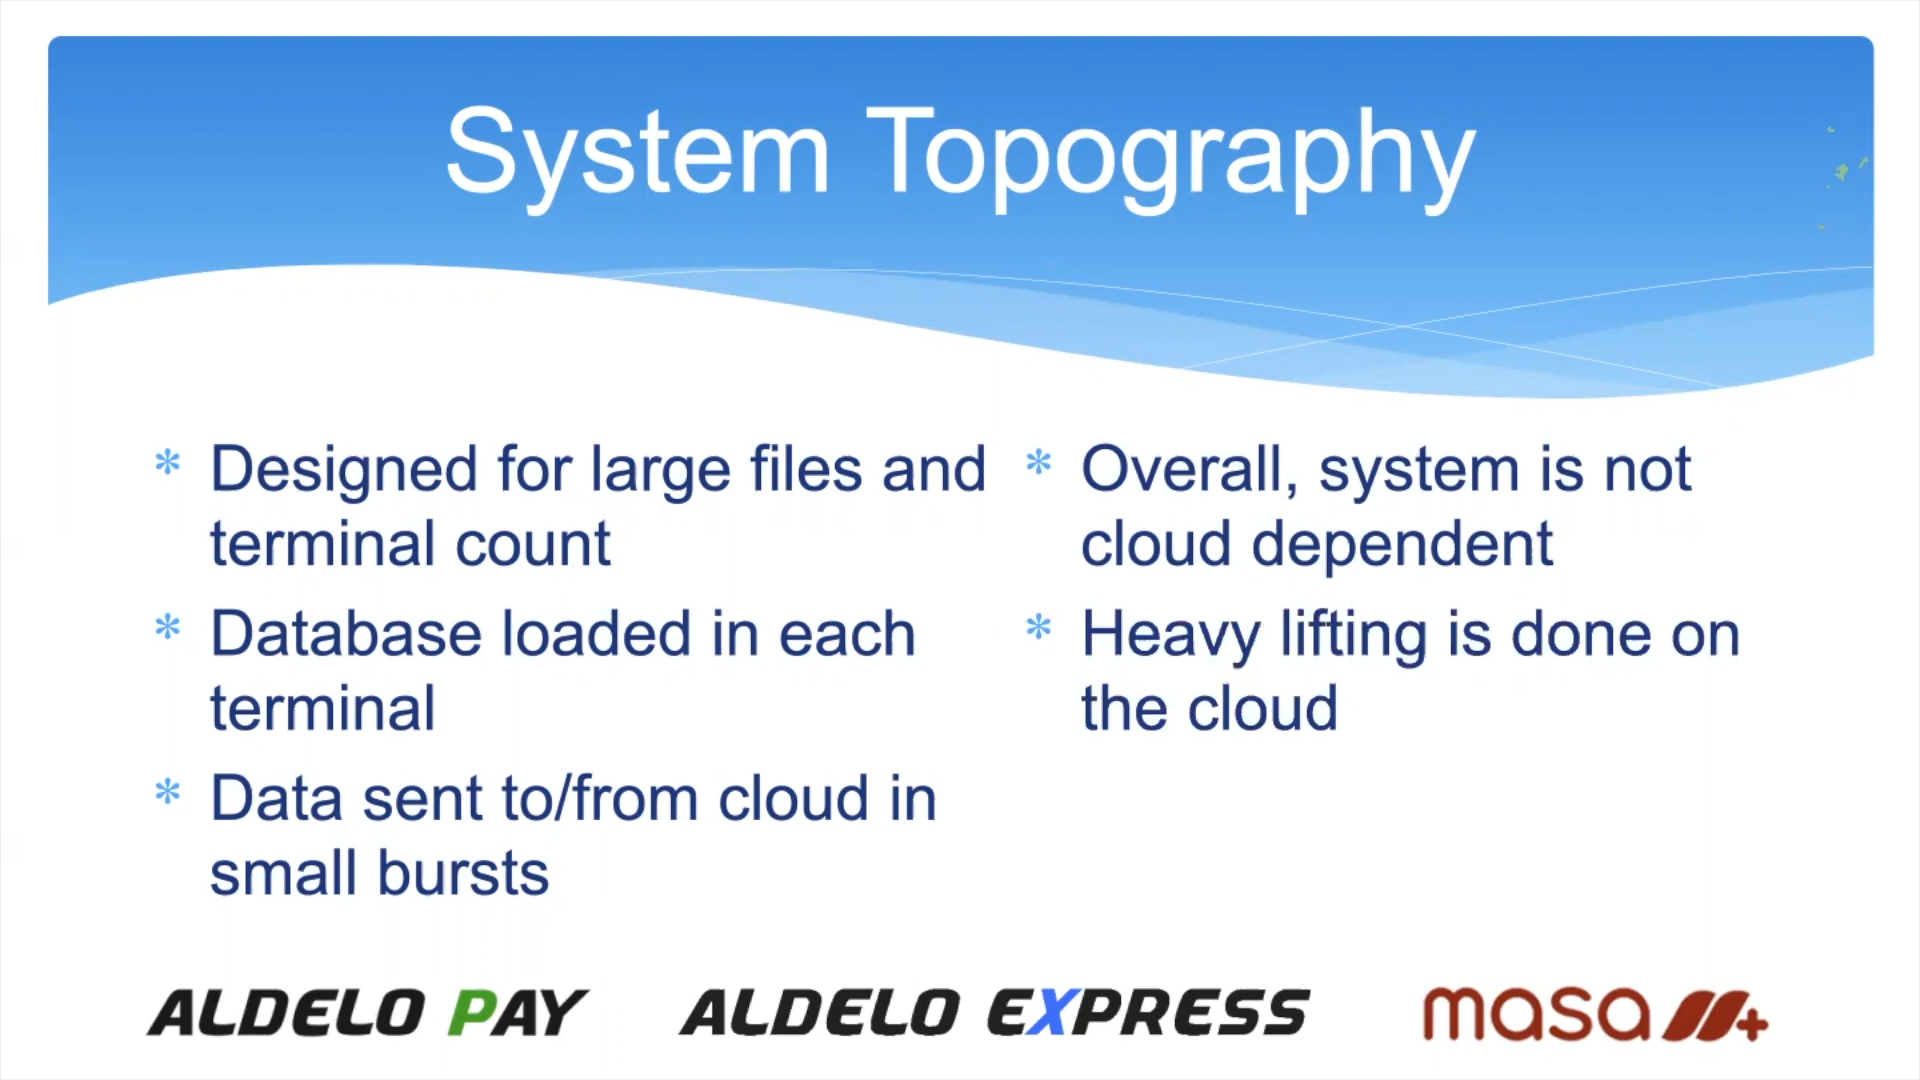 System Topography
* Designed for large files and
terminal count
* Database loaded in each
terminal
* Data sent to/from cloud in
small bursts
* Overall, system is not
cloud dependent
* Heavy lifting is done on
the cloud
ALDELO PAY
ALDELO EXPRESS
masa